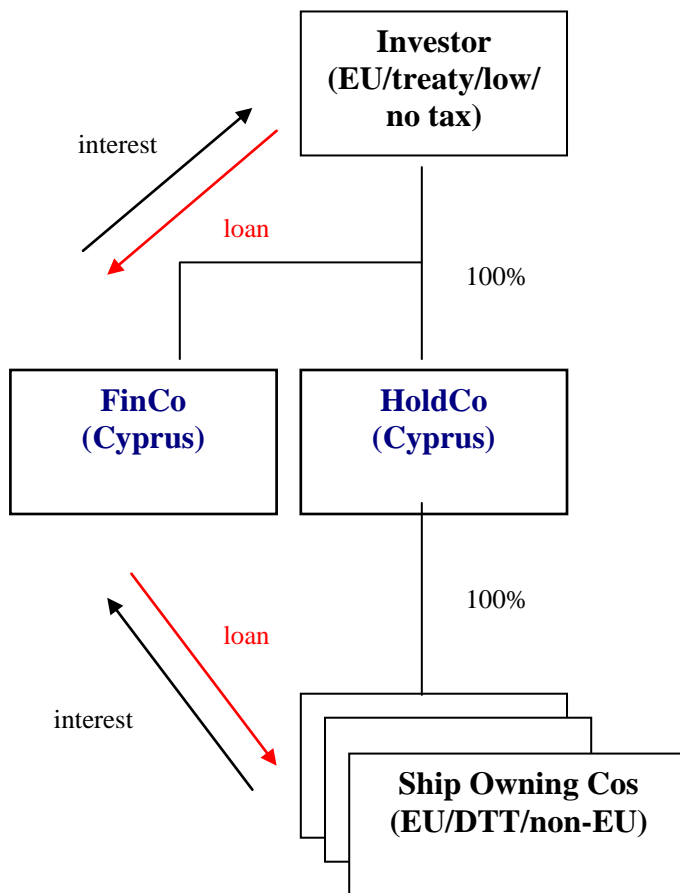 Investor
(EU/treaty/low/
no tax)
interest
loan
100%
FinCo
(Cyprus)
HoldCo
(Cyprus)
100%
loan
interest
Ship Owning Cos
(EU/DTT/non-EU)